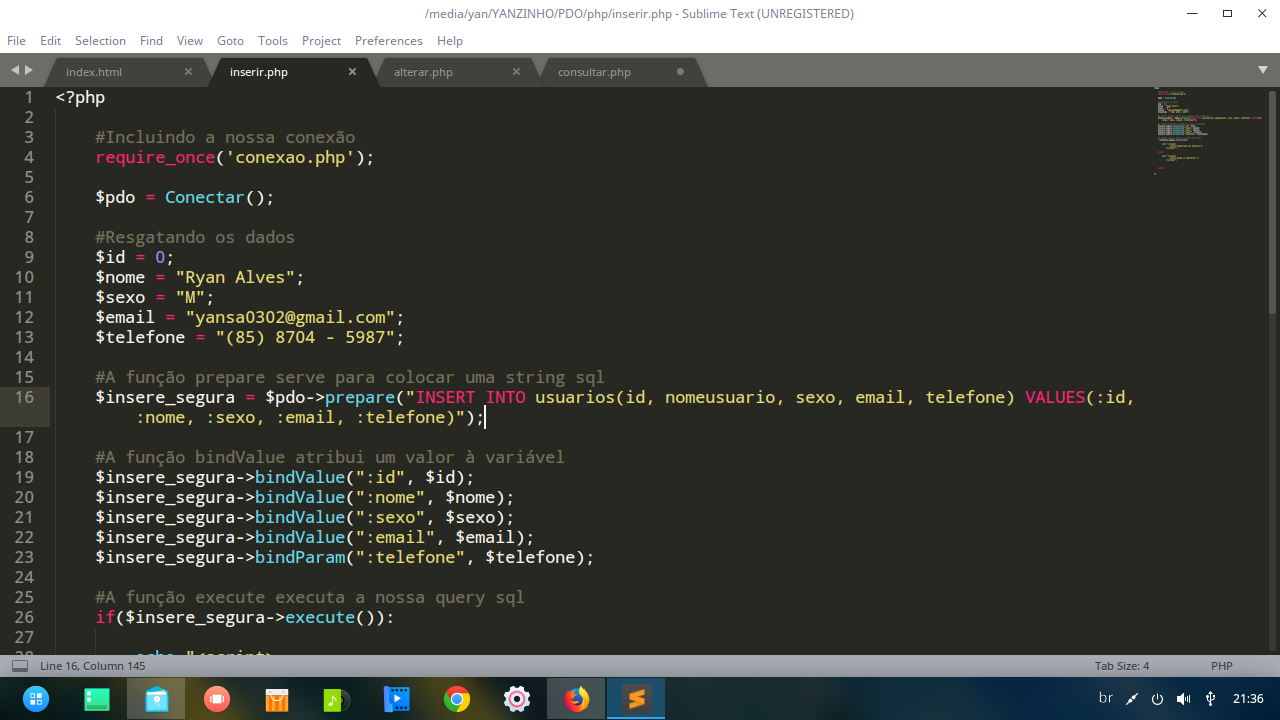 /media/yan/YANZINHO/PDO/php/inserir.php - Sublime Text (UNREGISTERED)
File Edit Selection Find View Goto Tools Project Preferences Help
index.html inserir.php alterar.php consultar.php
1 <?php
2
3 #Incluindo a nossa conexão
4 require_once('conexao.php');
5
6 $pdo = Conectar();
7
8 #Resgatando os dados
9 $id = 0;
10 $nome = "Ryan Alves";
11 $sexo = "M";
12 $email = "yansa0302@gmail.com";
13 $telefone = "(85) 8704 - 5987";
14
15 #A função prepare serve para colocar uma string sql
16 $insere_segura = $pdo->prepare("INSERT INTO usuarios(id, nomeusuario, sexo, email, telefone) VALUES(:id,
:nome, :sexo, :email, :telefone)");
17
18 #A função bindValue atribui um valor à variável
19 $insere_segura->bindValue(":id", $id);
20 $insere_segura->bindValue(":nome", $nome);
21 $insere_segura->bindValue(":sexo", $sexo);
22 $insere_segura->bindValue(":email", $email);
23 $insere_segura->bindParam(":telefone", $telefone);
24
25 #A função execute executa a nossa query sql
26 if($insere_segura->execute()):
27
28 echo "<script>
Line 16, Column 145 Tab Size: 4 PHP
br 21:36